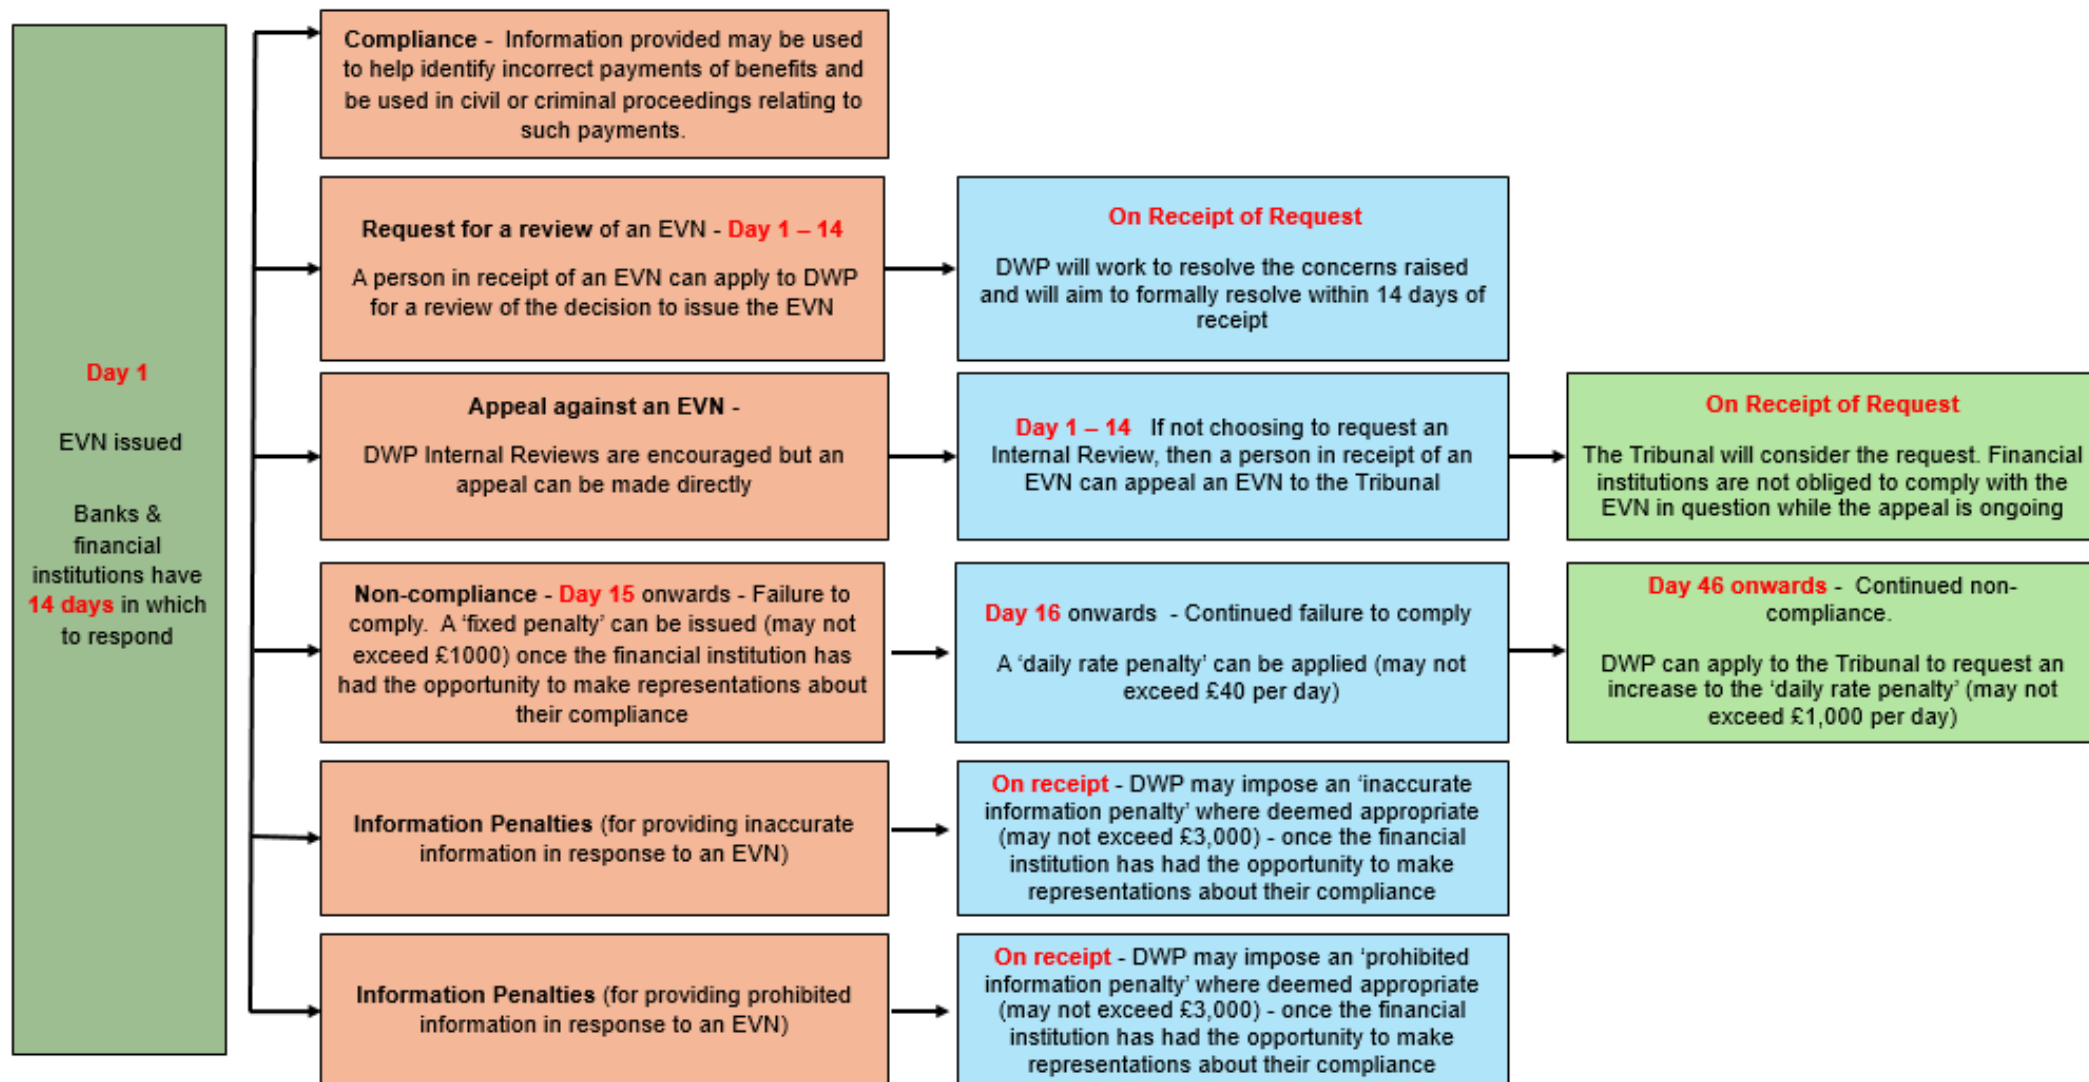 Day 1
EVN issued
Banks &
financial
institutions have
14 days in which
to respond
Compliance - Information provided may be used
to help identify incorrect payments of benefits and
be used in civil or criminal proceedings relating to
such payments.
Request for a review of an EVN - Day 1 – 14
A person in receipt of an EVN can apply to DWP
for a review of the decision to issue the EVN
On Receipt of Request
DWP will work to resolve the concerns raised
and will aim to formally resolve within 14 days of
receipt
Appeal against an EVN -
DWP Internal Reviews are encouraged but an
appeal can be made directly
Day 1 – 14 If not choosing to request an
Internal Review, then a person in receipt of an
EVN can appeal an EVN to the Tribunal
On Receipt of Request
The Tribunal will consider the request. Financial
institutions are not obliged to comply with the
EVN in question while the appeal is ongoing
Non-compliance - Day 15 onwards - Failure to
comply. A ‘fixed penalty’ can be issued (may not
exceed £1000) once the financial institution has
had the opportunity to make representations about
their compliance
Day 16 onwards - Continued failure to comply
A ‘daily rate penalty’ can be applied (may not
exceed £40 per day)
Day 46 onwards - Continued non-
compliance.
DWP can apply to the Tribunal to request an
increase to the ‘daily rate penalty’ (may not
exceed £1,000 per day)
Information Penalties (for providing inaccurate
information in response to an EVN)
On receipt - DWP may impose an ‘inaccurate
information penalty’ where deemed appropriate
(may not exceed £3,000) - once the financial
institution has had the opportunity to make
representations about their compliance
Information Penalties (for providing prohibited
information in response to an EVN)
On receipt - DWP may impose an ‘prohibited
information penalty’ where deemed appropriate
(may not exceed £3,000) - once the financial
institution has had the opportunity to make
representations about their compliance